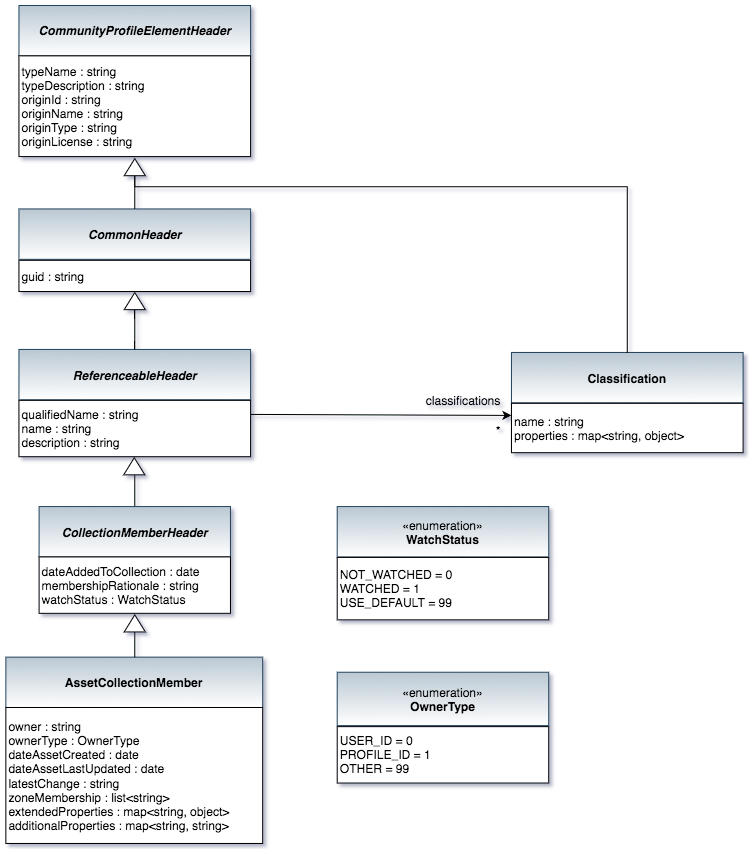 CommunityProfileElementHeader
typeName : string
typeDescription : string
originId : string
originName : string
originType : string
originLicense : string
CommonHeader
guid : string
ReferenceableHeader
qualifiedName : string
name : string
description : string
classifications
*
Classification
name : string
properties : map<string, object>
CollectionMemberHeader
dateAddedToCollection : date
membershipRationale : string
watchStatus : WatchStatus
«enumeration»
WatchStatus
NOT_WATCHED = 0
WATCHED = 1
USE_DEFAULT = 99
AssetCollectionMember
owner : string
ownerType : OwnerType
dateAssetCreated : date
dateAssetLastUpdated : date
latestChange : string
zoneMembership : list<string>
extendedProperties : map<string, object>
additionalProperties : map<string, string>
«enumeration»
OwnerType
USER_ID = 0
PROFILE_ID = 1
OTHER = 99